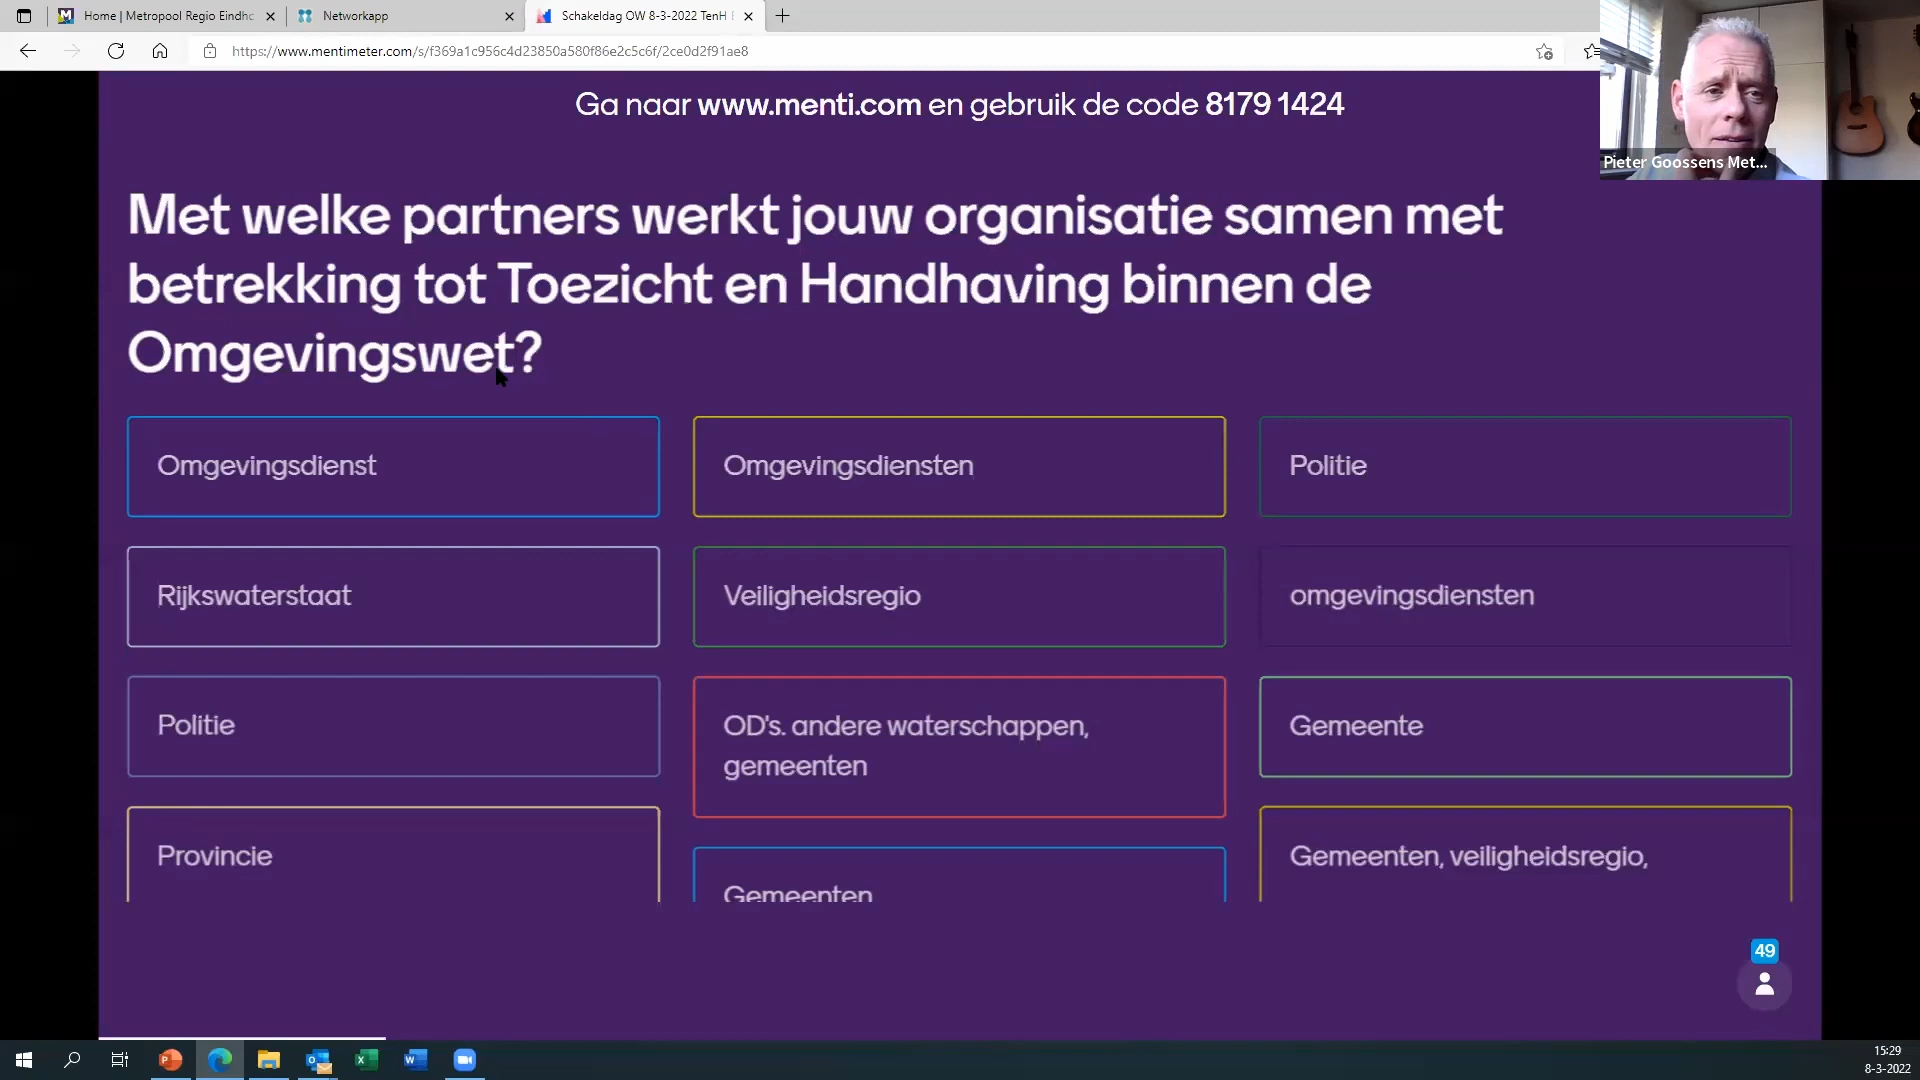 Home | Metropool Regio Eindhc
Networkapp
Schakeldag OW 8-3-2022 TenH E
https://www.mentimeter.com/s/f369a1c956c4d23850a580f86e2c5c6f/2ce0d2f91ae8
Ga naar www.menti.com en gebruik de code 8179 1424
Pieter Goossens Met...
Met welke partners werkt jouw organisatie samen met
betrekking tot Toezicht en Handhaving binnen de
Omgevingswet?
Omgevingsdienst
Omgevingsdiensten
Politie
Rijkswaterstaat
Veiligheidsregio
omgevingsdiensten
Politie
OD's. andere waterschappen,
gemeenten
Gemeente
Provincie
Gemeenten
Gemeenten, veiligheidsregio,
49
15:29
8-3-2022